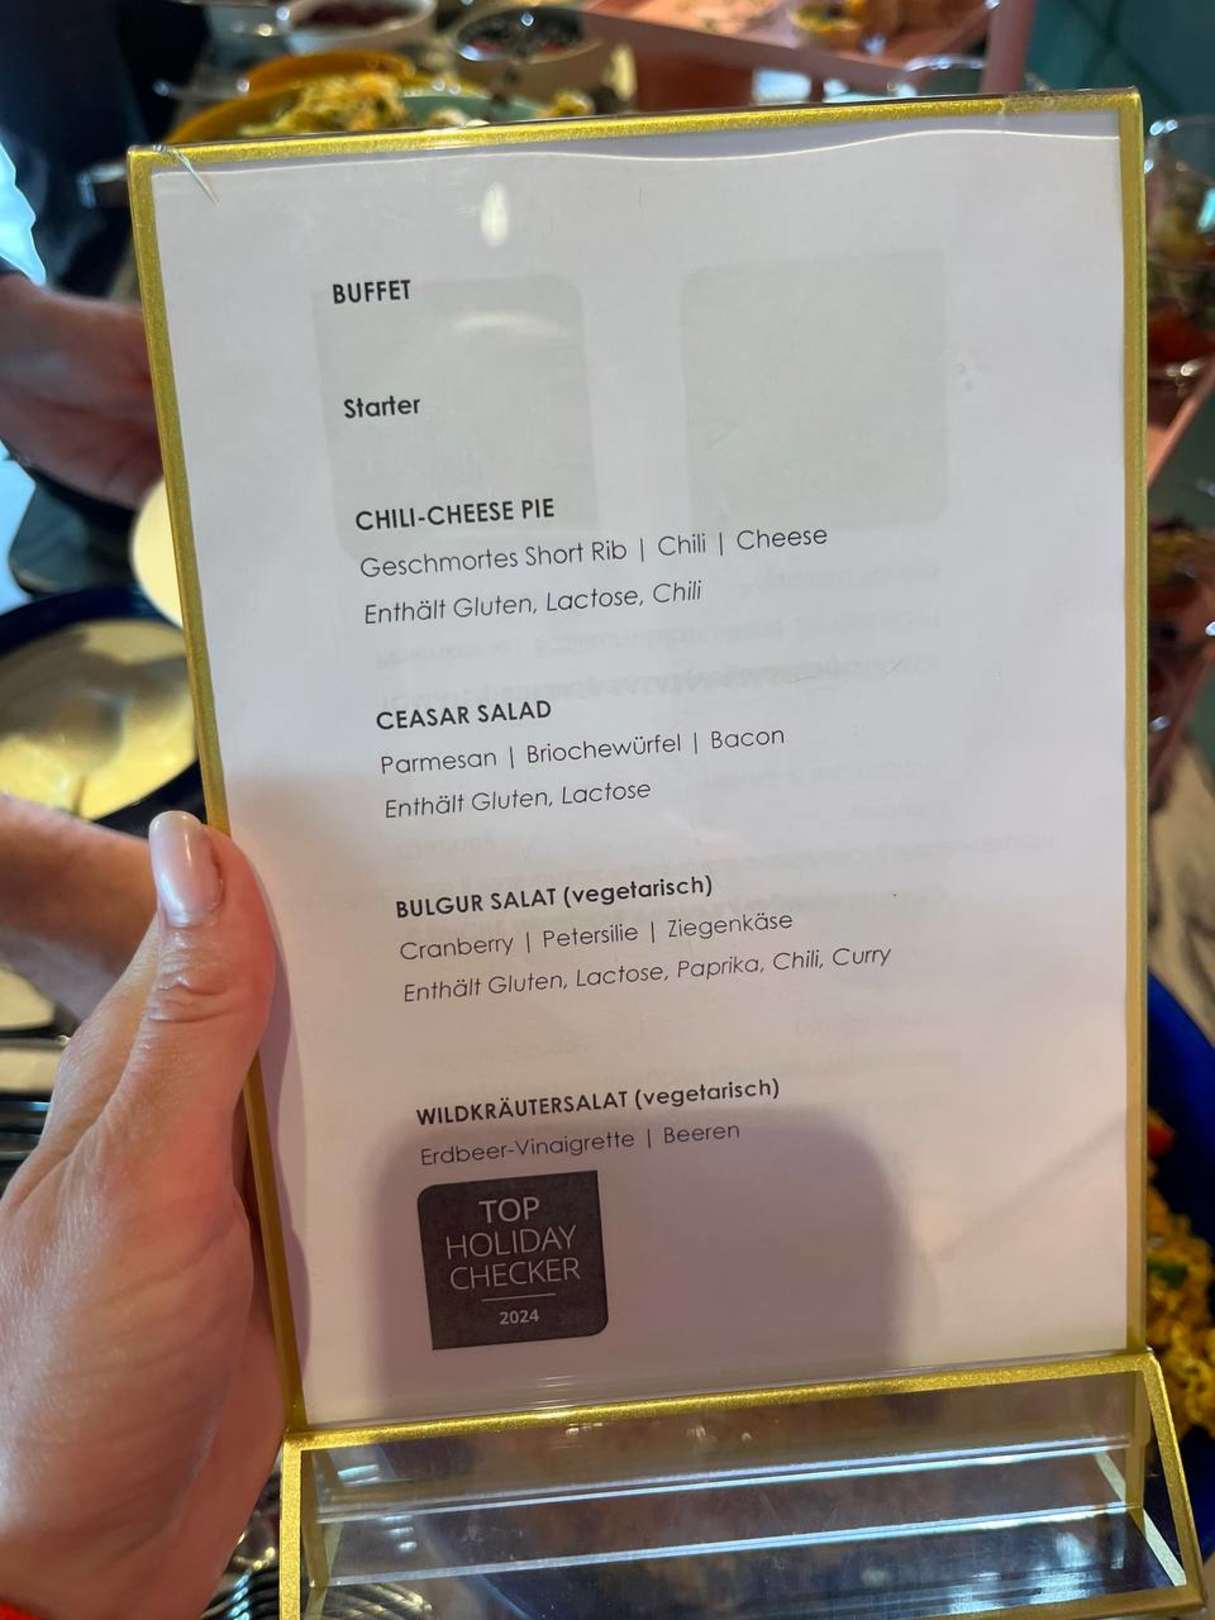 BUFFET
Starter
CHILI-CHEESE PIE
Geschmortes Short Rib | Chili | Cheese
Enthält Gluten, Lactose, Chili
CEASAR SALAD
Parmesan | Briochewürfel | Bacon
Enthält Gluten, Lactose
BULGUR SALAT (vegetarisch)
Cranberry | Petersilie | Ziegenkäse
Enthält Gluten, Lactose, Paprika, Chili, Curry
WILDKRÄUTERSALAT (vegetarisch)
Erdbeer-Vinaigrette | Beeren
TOP
HOLIDAY
CHECKER
2024